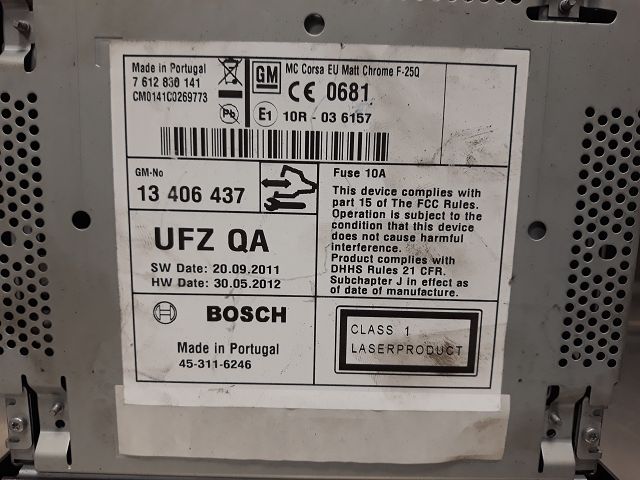 Made in Portugal
7 612 830 141
CM0141C0269773
GM
MC Corsa EU Matt Chrome F-25Q
CE 0681
Pb
E1 10R - 03 6157
GM-No
13 406 437
UFZ QA
SW Date: 20.09.2011
HW Date: 30.05.2012
BOSCH
Made in Portugal
45-311-6246
Fuse 10A
This device complies with
part 15 of The FCC Rules.
Operation is subject to the
condition that this device
does not cause harmful
interference.
Product complies with
DHHS Rules 21 CFR.
Subchapter J in effect as
of date of manufacture.
CLASS 1
LASERPRODUCT